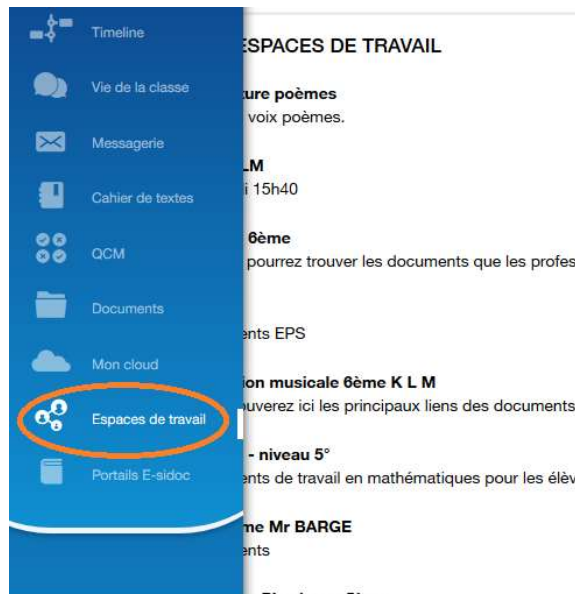 Timeline
Vie de la classe
Messagerie
Cahier de textes
QCM
Documents
Mon cloud
Espaces de travail
Portails E-sidoc
ESPACES DE TRAVAIL
ture poèmes
voix poèmes.
LM
i 15h40
6ème
pourrez trouver les documents que les profes
ents EPS
ion musicale 6ème K L M
ouverez ici les principaux liens des documents
- niveau 5°
ents de travail en mathématiques pour les élèv
me Mr BARGE
ents